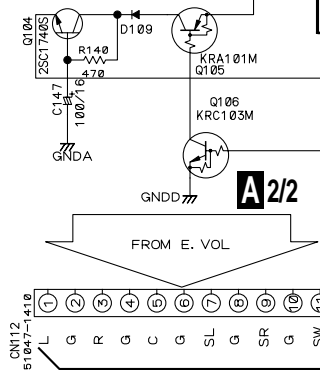 Q104
2SC1740S
D109
R140
470
KRA101M
Q105
C147
100/16
Q106
KRC103M
GNDA
GNDD
A 2/2
FROM E. VOL
CN112
51047-1410
1 2 3 4 5 6 7 8 9 10 11
L G R G C G SL G SR G SW